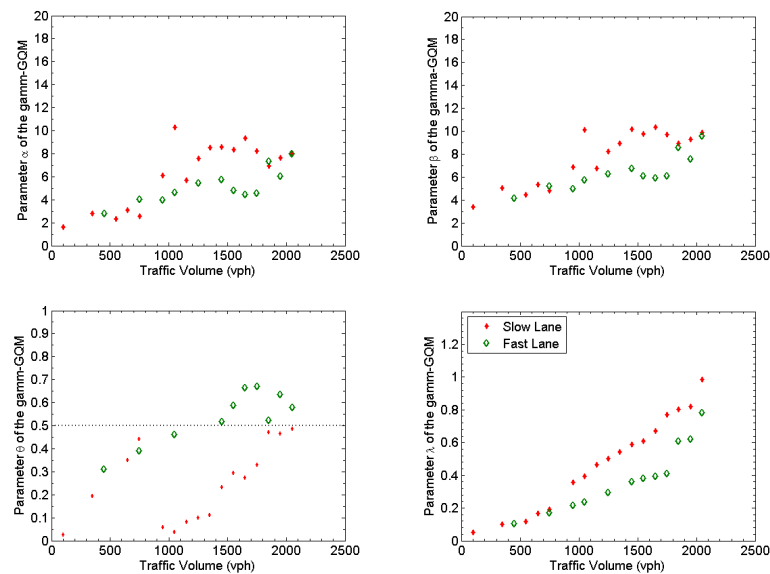 Parameter α of the gamm-GQM
20
18
16
14
12
10
8
6
4
2
0
0 500 1000 1500 2000 2500
Traffic Volume (vph)
Parameter β of the gamma-GQM
20
18
16
14
12
10
8
6
4
2
0
0 500 1000 1500 2000 2500
Traffic Volume (vph)
Parameter θ of the gamm-GQM
1
0.9
0.8
0.7
0.6
0.5
0.4
0.3
0.2
0.1
0
0 500 1000 1500 2000 2500
Traffic Volume (vph)
Parameter λ of the gamm-GQM
Slow Lane
Fast Lane
1.2
1
0.8
0.6
0.4
0.2
0
0 500 1000 1500 2000 2500
Traffic Volume (vph)